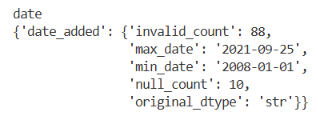 date
{'date_added': {'invalid_count': 88,
'max_date': '2021-09-25',
'min_date': '2008-01-01',
'null_count': 10,
'original_dtype': 'str'}}